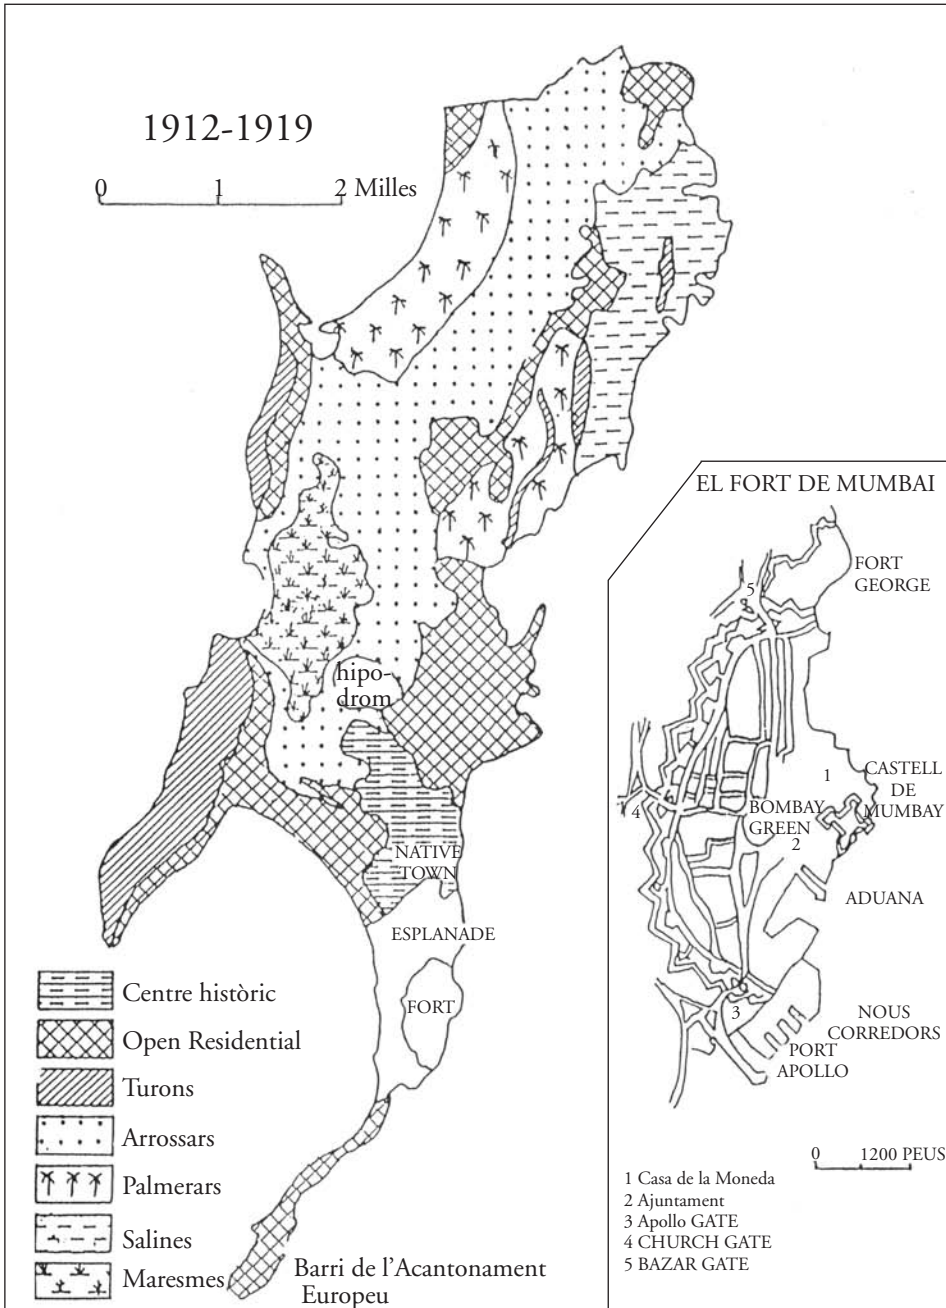 1912-1919
0 1 2 Milles
hipo-
drom
NATIVE
TOWN
ESPLANADE
FORT
Centre històric
Open Residential
Turons
Arrossars
Palmerars
Salines
Maresmes
Barri de l’Acantonament
Europeu
EL FORT DE MUMBAI
FORT
GEORGE
5
1
CASTELL
DE
MUMBAY
4
BOMBAY
GREEN
2
ADUANA
3
NOUS
CORREDORS
PORT
APOLLO
0 1200 PEUS
1 Casa de la Moneda
2 Ajuntament
3 Apollo GATE
4 CHURCH GATE
5 BAZAR GATE